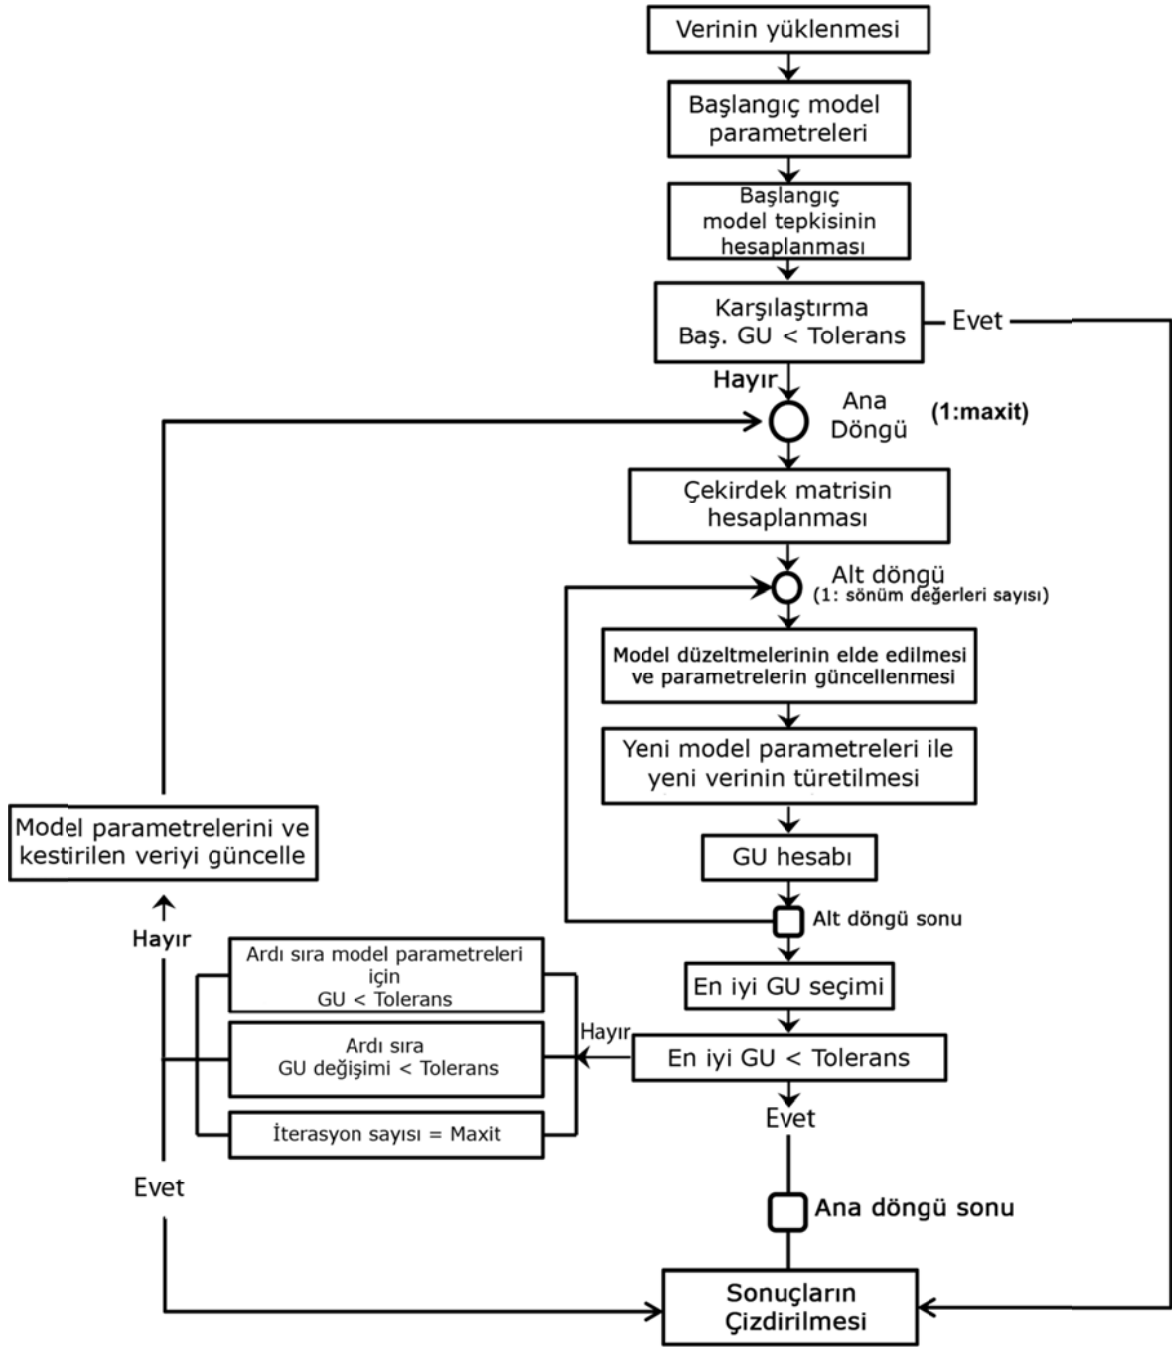 Verinin yüklenmesi
Başlangıç model
parametreleri
Başlangıç
model tepkisinin
hesaplanması
Karşılaştırma
Baş. GU < Tolerans
Evet
Hayır
Ana
Döngü
(1:maxit)
Çekirdek matrisin
hesaplanması
Alt döngü
(1: sönüm değerleri sayısı)
Model düzeltmelerinin elde edilmesi
ve parametrelerin güncellenmesi
Yeni model parametreleri ile
yeni verinin türetilmesi
GU hesabı
Alt döngü sonu
En iyi GU seçimi
En iyi GU < Tolerans
Hayır
Ardı sıra model parametreleri
için
GU < Tolerans
Ardı sıra
GU değişimi < Tolerans
İterasyon sayısı = Maxit
Hayır
Model parametrelerini ve
kestirilen veriyi güncelle
Evet
Evet
Ana döngü sonu
Sonuçların
Çizdirilmesi